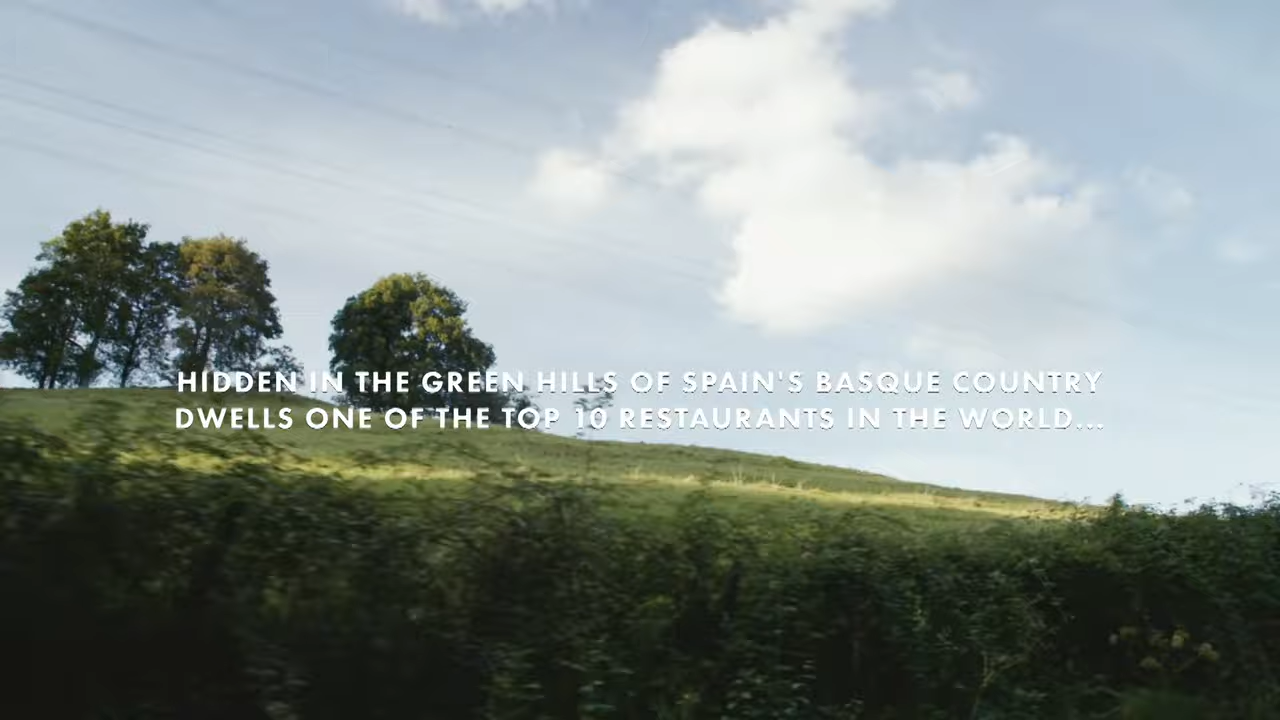 HIDDEN IN THE GREEN HILLS OF SPAIN'S BASQUE COUNTRY
DWELLS ONE OF THE TOP 10 RESTAURANTS IN THE WORLD...